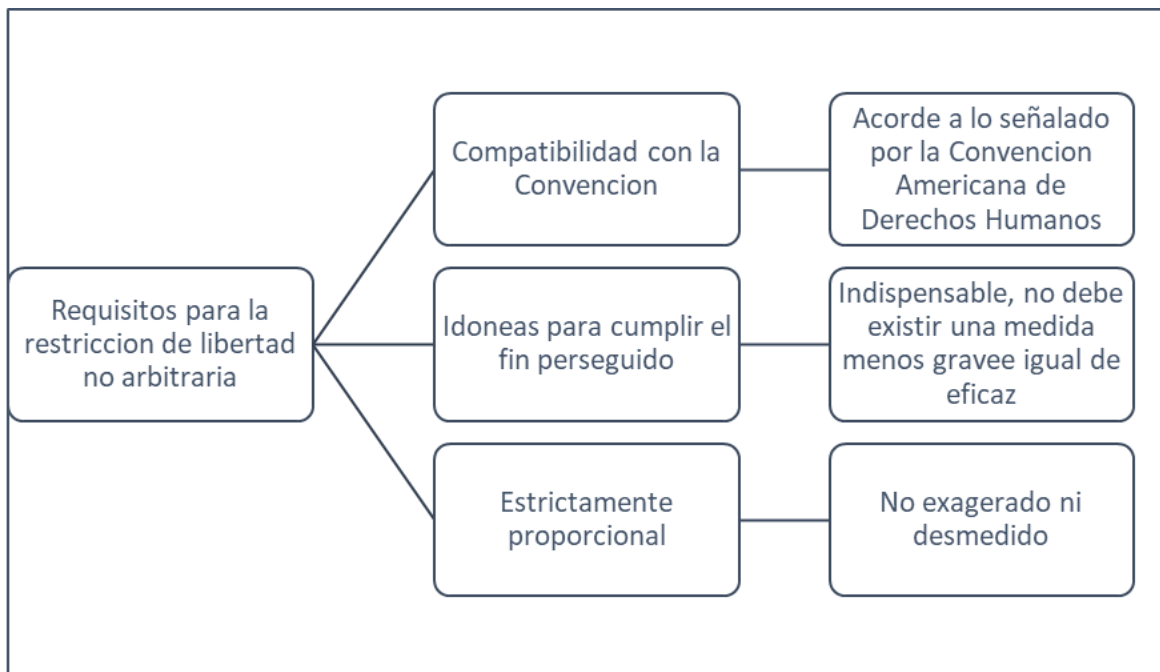 Requisitos para la
restriccion de libertad
no arbitraria
Compatibilidad con la
Convencion
Acorde a lo señalado
por la Convencion
Americana de
Derechos Humanos
Idoneas para cumplir el
fin perseguido
Indispensable, no debe
existir una medida
menos gravee igual de
eficaz
Estrictamente
proporcional
No exagerado ni
desmedido